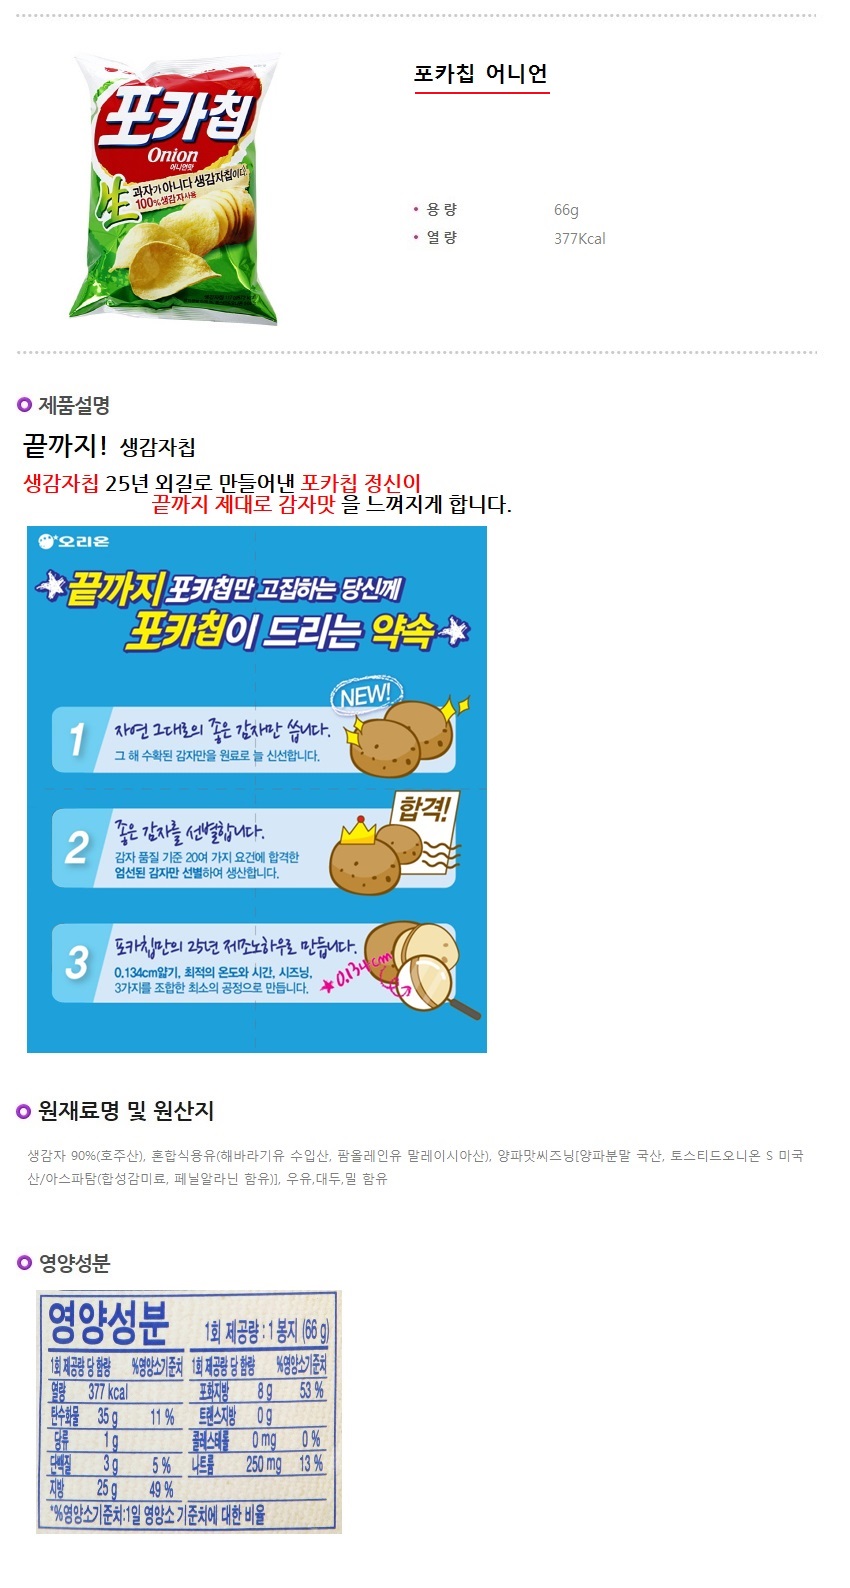 포카칩
Onion
어니언맛
生
과자가 아니다 생감자칩이다!
100% 생감자 사용
포카칩 어니언
• 용 량 66g
• 열 량 377Kcal
제품설명
끝까지! 생감자칩
생감자칩 25년 외길로 만들어낸 포카칩 정신이
끝까지 제대로 감자맛 을 느껴지게 합니다.
오리온
끝까지 포카칩만 고집하는 당신께
포카칩이 드리는 약속
NEW!
1 자연 그대로의 좋은 감자만 씁니다.
그 해 수확된 감자만을 원료로 늘 신선합니다.
합격!
2 좋은 감자를 선별합니다.
감자 품질 기준 20여 가지 요건에 합격한
엄선된 감자만 선별하여 생산합니다.
3 포카칩만의 25년 제조노하우로 만듭니다.
0.134cm얇기, 최적의 온도와 시간, 시즈닝,
3가지를 조합한 최소의 공정으로 만듭니다.
★0.134cm
원재료명 및 원산지
생감자 90%(호주산), 혼합식용유(해바라기유 수입산, 팜올레인유 말레이시아산), 양파맛씨즈닝[양파분말 국산, 토스티드오니온 S 미국
산/아스파탐(합성감미료, 페닐알라닌 함유)], 우유,대두,밀 함유
영양성분
영양성분 1회 제공량 : 1 봉지 (66 g)
1회 제공량 당 함량 %영양소기준치 1회 제공량 당 함량 %영양소기준치
열량 377 kcal 포화지방 8 g 53 %
탄수화물 35 g 11 % 트랜스지방 0 g
당류 1 g 콜레스테롤 0 mg 0 %
단백질 3 g 5 % 나트륨 250 mg 13 %
지방 25 g 49 %
*%영양소기준치:1일 영양소 기준치에 대한 비율